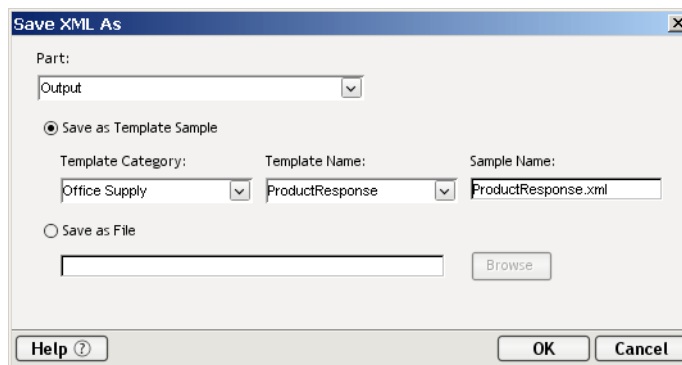 Save XML As
Part:
Output
Save as Template Sample
Template Category: Template Name: Sample Name:
Office Supply ProductResponse ProductResponse.xml
Save as File
Browse
Help ? OK Cancel